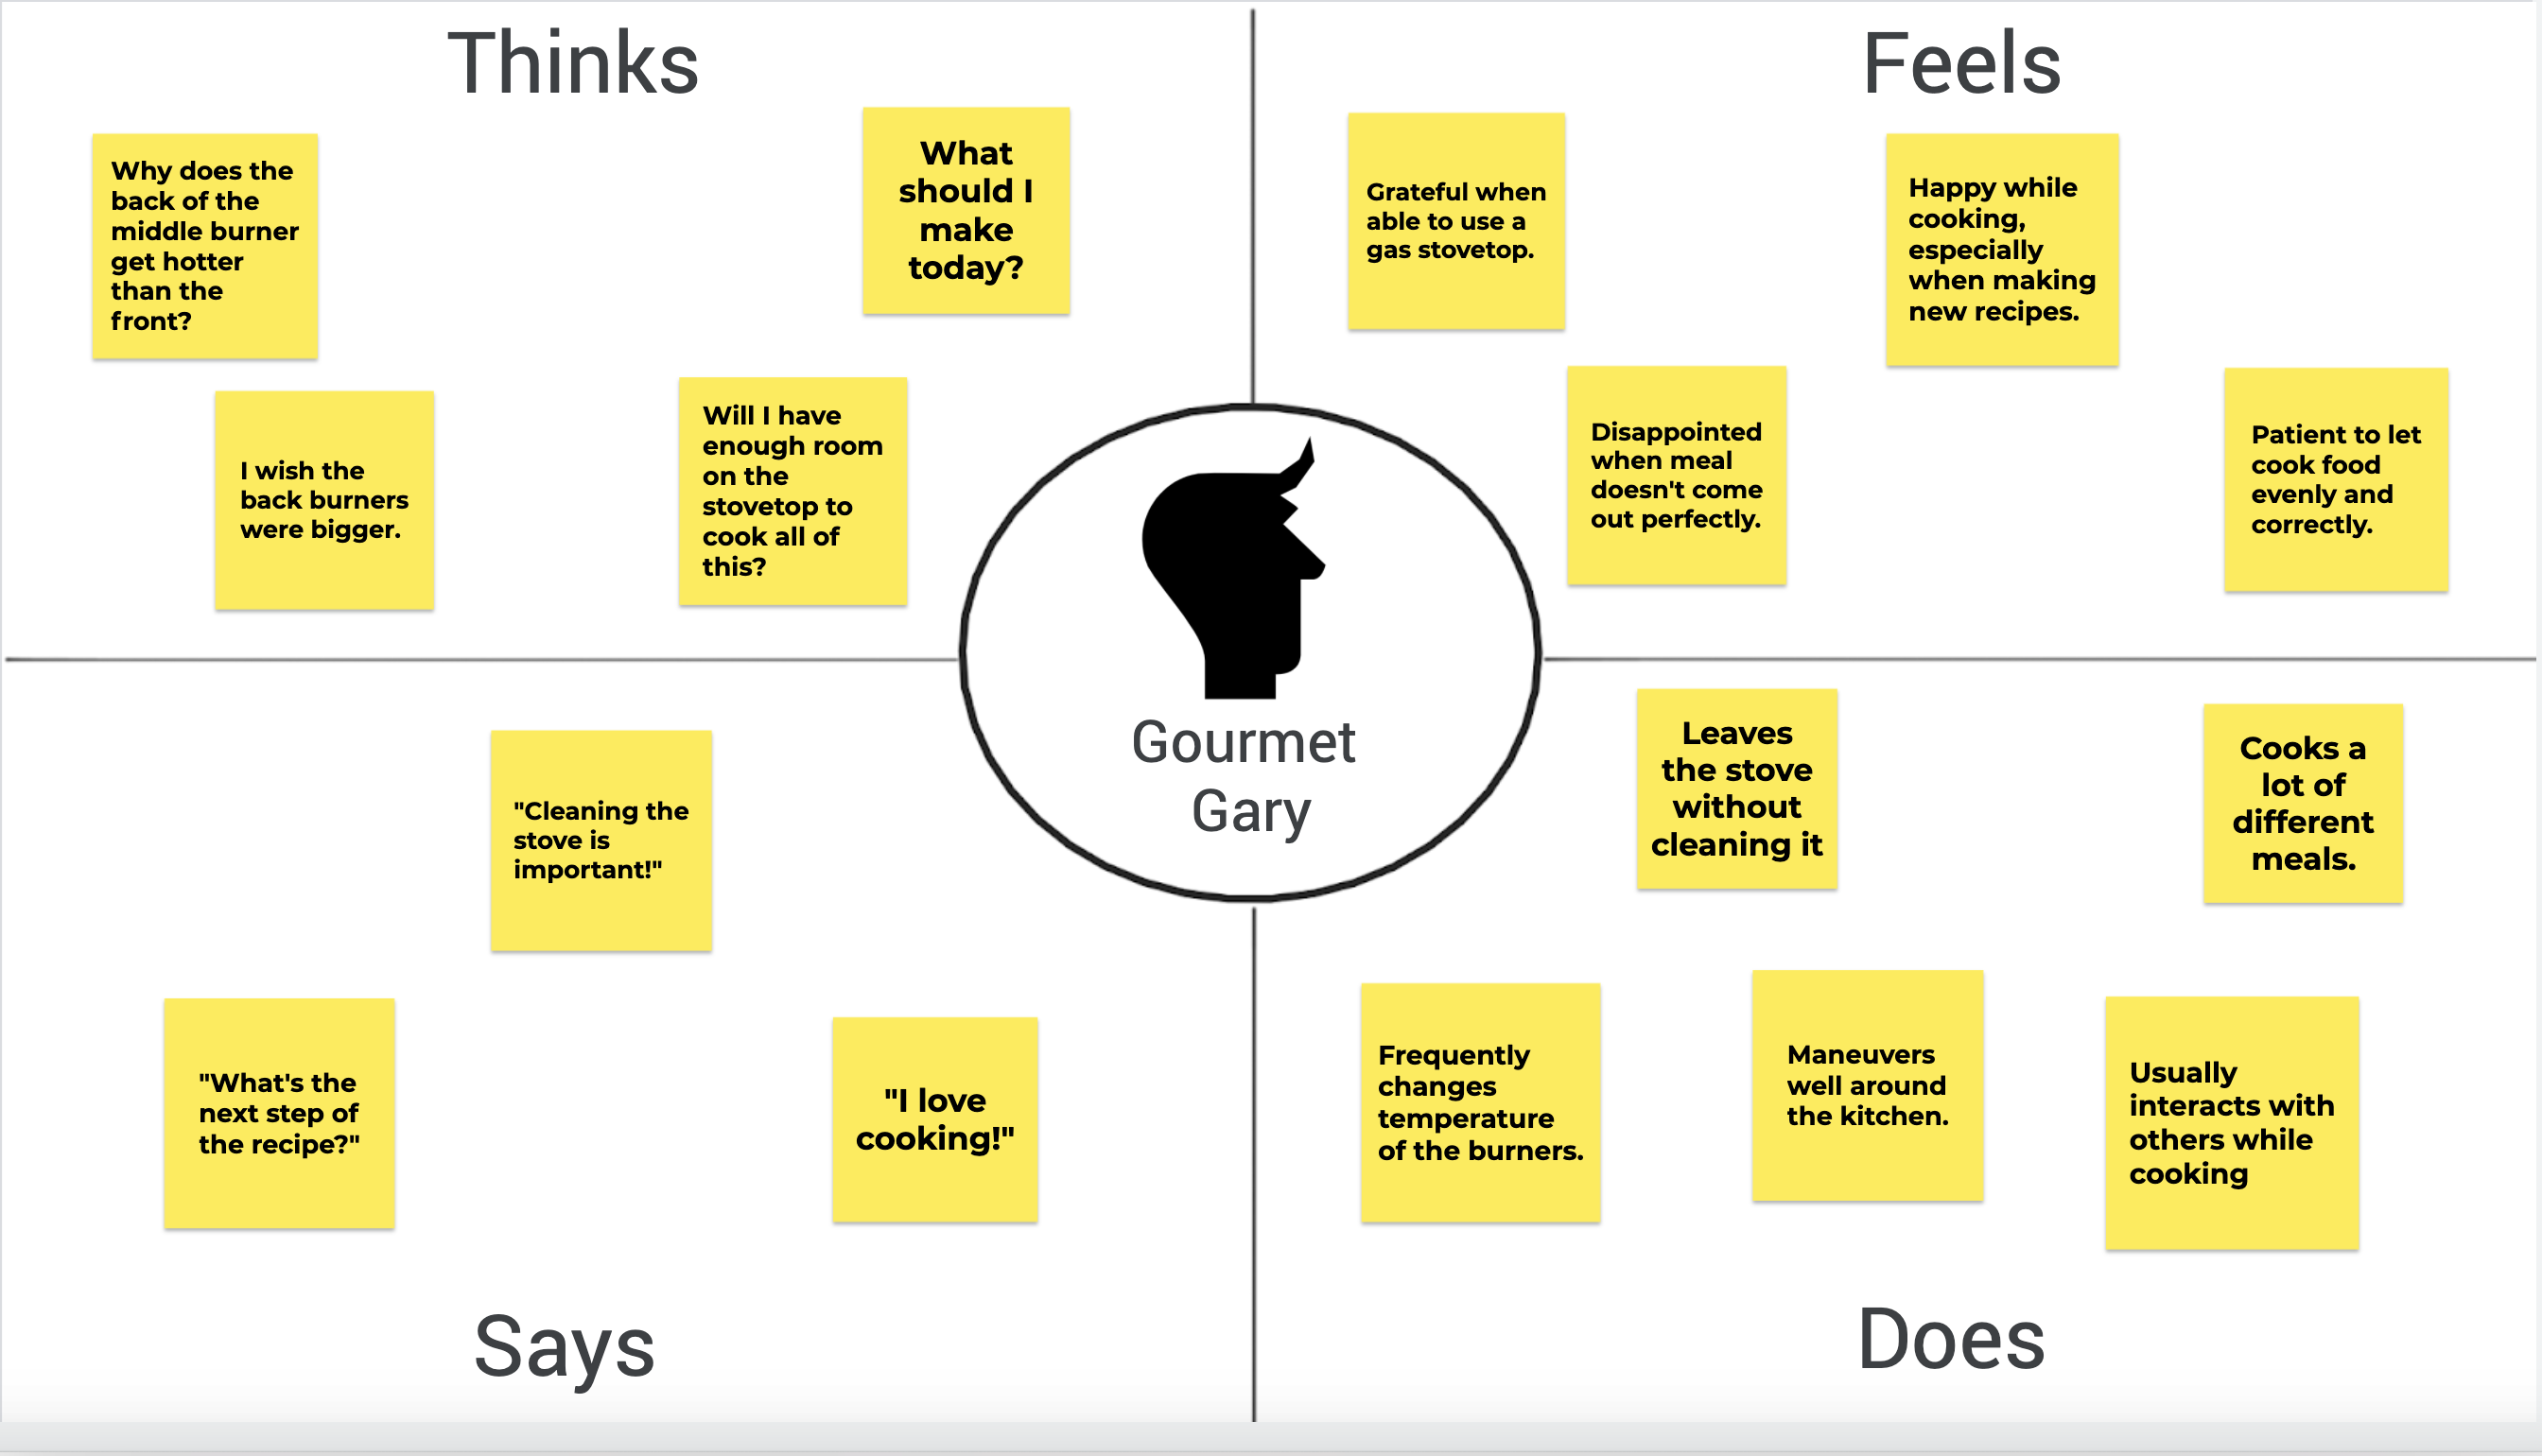 Thinks
Why does the
back of the
middle burner
get hotter
than the
front?
What
should I
make
today?
I wish the
back burners
were bigger.
Will I have
enough room
on the
stovetop to
cook all of
this?
Feels
Grateful when
able to use a
gas stovetop.
Happy while
cooking,
especially
when making
new recipes.
Disappointed
when meal
doesn't come
out perfectly.
Patient to let
cook food
evenly and
correctly.
Gourmet
Gary
"Cleaning the
stove is
important!"
"What's the
next step of
the recipe?"
"I love
cooking!"
Says
Leaves
the stove
without
cleaning it
Cooks a
lot of
different
meals.
Frequently
changes
temperature
of the burners.
Maneuvers
well around
the kitchen.
Usually
interacts with
others while
cooking
Does